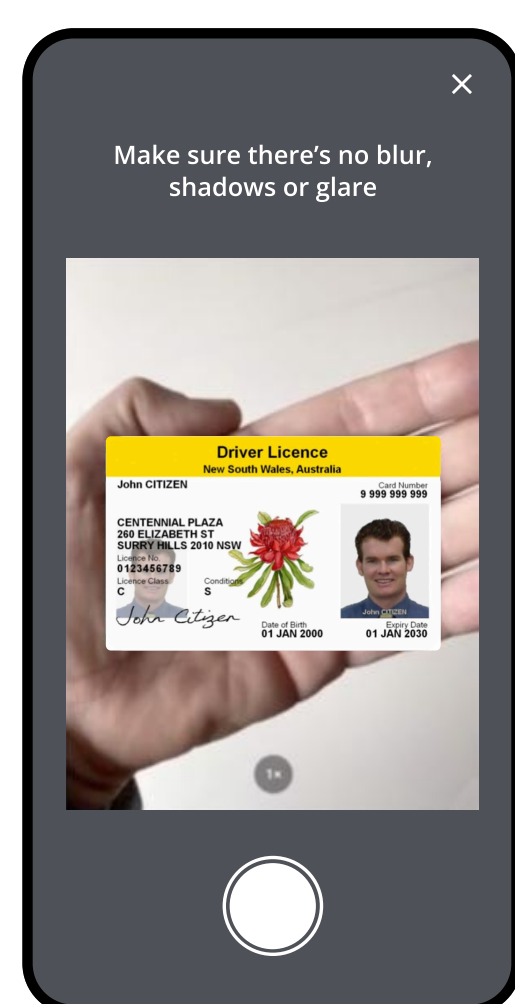 Make sure there's no blur,
shadows or glare
Driver Licence
New South Wales, Australia
John CITIZEN
Card Number
9 999 999 999
CENTENNIAL PLAZA
260 ELIZABETH ST
SURRY HILLS 2010 NSW
Licence No.
0123456789
Licence Class
C
Conditions
S
John Citizen
John CITIZEN
Date of Birth
01 JAN 2000
Expiry Date
01 JAN 2030
1×